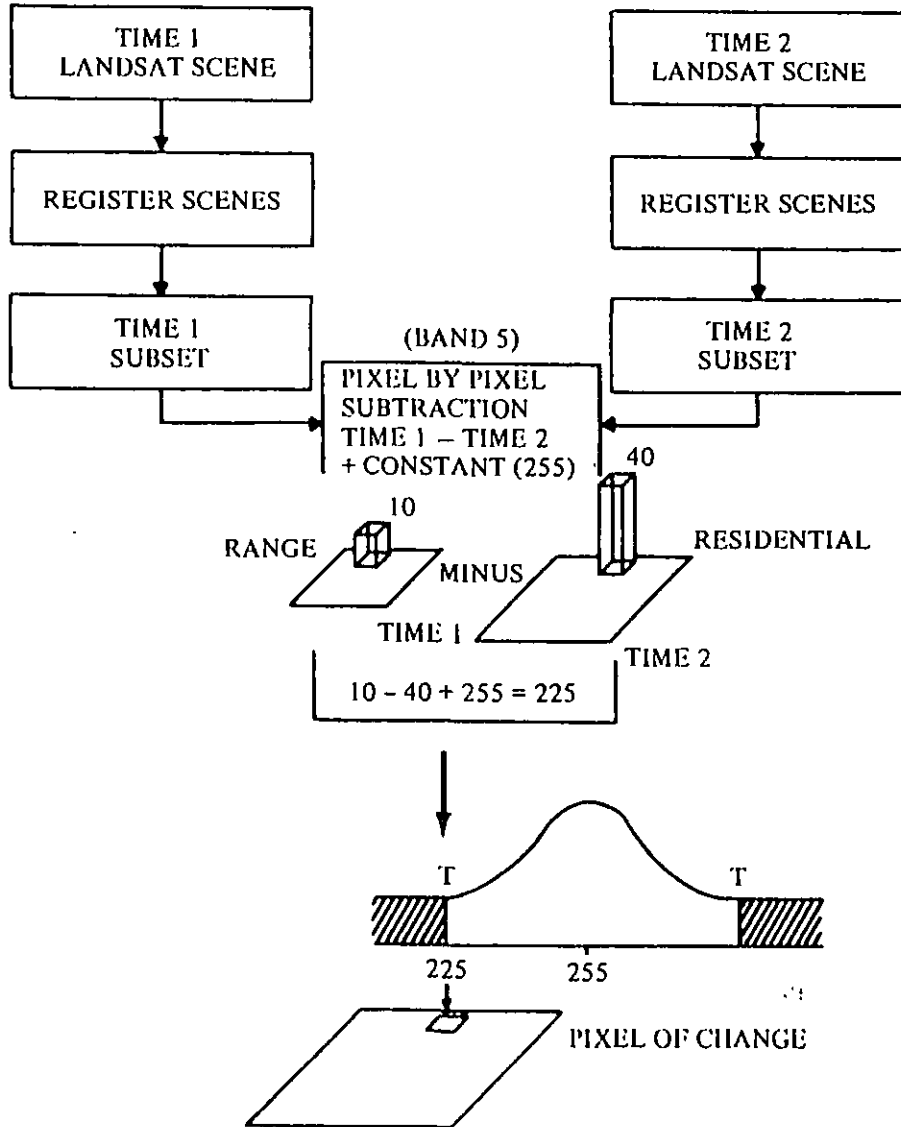 TIME 1
LANDSAT SCENE
TIME 2
LANDSAT SCENE
REGISTER SCENES
REGISTER SCENES
TIME 1
SUBSET
TIME 2
SUBSET
(BAND 5)
PIXEL BY PIXEL
SUBTRACTION
TIME 1 – TIME 2
+ CONSTANT (255)
40
10
RANGE
MINUS
RESIDENTIAL
TIME 1
TIME 2
10 – 40 + 255 = 225
T
T
225
255
PIXEL OF CHANGE